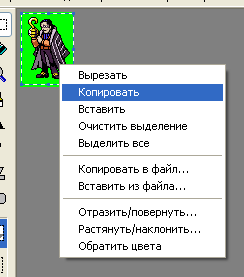 Вырезать
Копировать
Вставить
Очистить выделение
Выделить все
Копировать в файл...
Вставить из файла...
Отразить/повернуть...
Растянуть/наклонить...
Обратить цвета